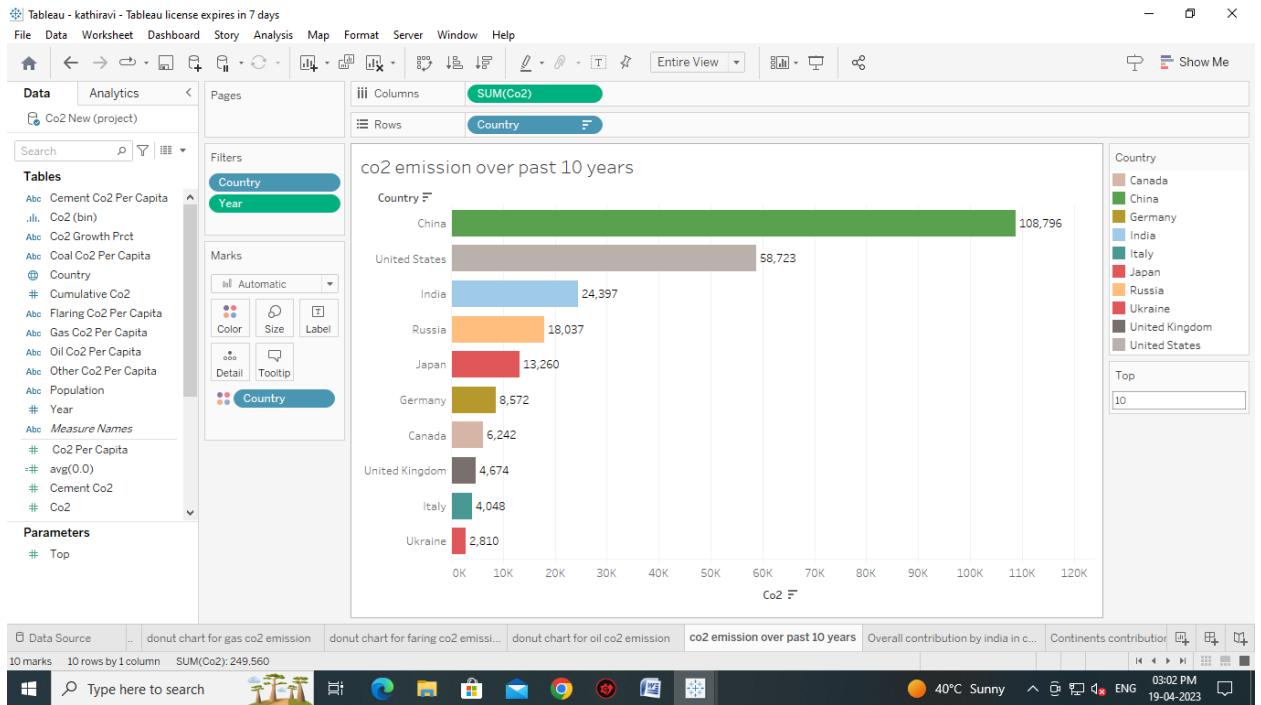 Tableau - kathiravi - Tableau license expires in 7 days
File Data Worksheet Dashboard Story Analysis Map Format Server Window Help
Entire View
Show Me
Data Analytics
Co2 New (project)
Search
Tables
Abc Cement Co2 Per Capita
Co2 (bin)
Abc Co2 Growth Prct
Abc Coal Co2 Per Capita
Country
# Cumulative Co2
Abc Flaring Co2 Per Capita
Abc Gas Co2 Per Capita
Abc Oil Co2 Per Capita
Abc Other Co2 Per Capita
Abc Population
# Year
Abc Measure Names
# Co2 Per Capita
=# avg(0.0)
# Cement Co2
# Co2
Parameters
# Top
Pages
Filters
Country
Year
Marks
Automatic
Color Size Label
Detail Tooltip
Country
iii Columns SUM(Co2)
Rows Country
co2 emission over past 10 years
Country
China 108,796
United States 58,723
India 24,397
Russia 18,037
Japan 13,260
Germany 8,572
Canada 6,242
United Kingdom 4,674
Italy 4,048
Ukraine 2,810
0K 10K 20K 30K 40K 50K 60K 70K 80K 90K 100K 110K 120K
Co2
Country
Canada
China
Germany
India
Italy
Japan
Russia
Ukraine
United Kingdom
United States
Top
10
Data Source .. donut chart for gas co2 emission donut chart for faring co2 emissi... donut chart for oil co2 emission co2 emission over past 10 years Overall contribution by india in c... Continents contribution
10 marks 10 rows by 1 column SUM(Co2): 249,560
Type here to search
40°C Sunny ENG
03:02 PM
19-04-2023